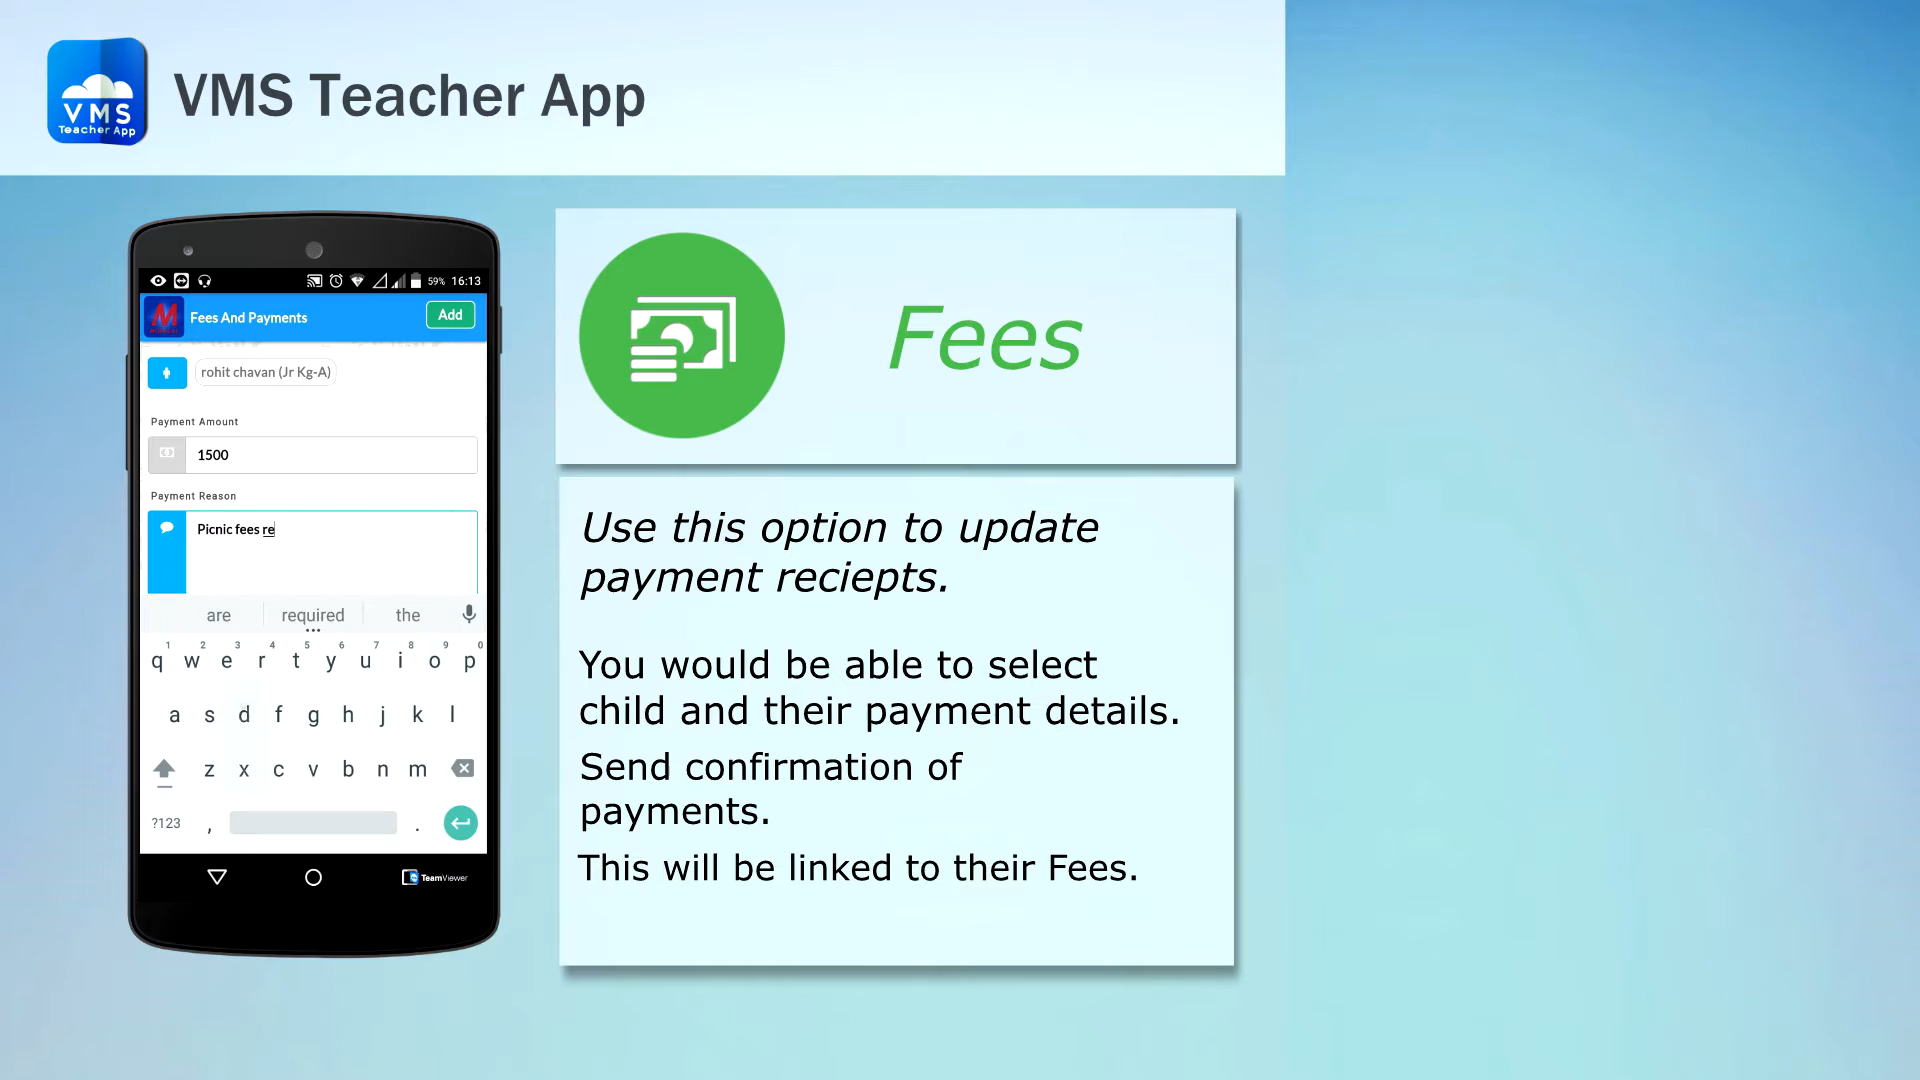 VMS
Teacher App
VMS Teacher App
59% 16:13
Fees And Payments
Add
rohit chavan (Jr Kg-A)
Payment Amount
1500
Payment Reason
Picnic fees re
are required the
1 2 3 4 5 6 7 8 9 0
q w e r t y u i o p
a s d f g h j k l
z x c v b n m
?123 , .
TeamViewer
Fees
Use this option to update
payment reciepts.
You would be able to select
child and their payment details.
Send confirmation of
payments.
This will be linked to their Fees.